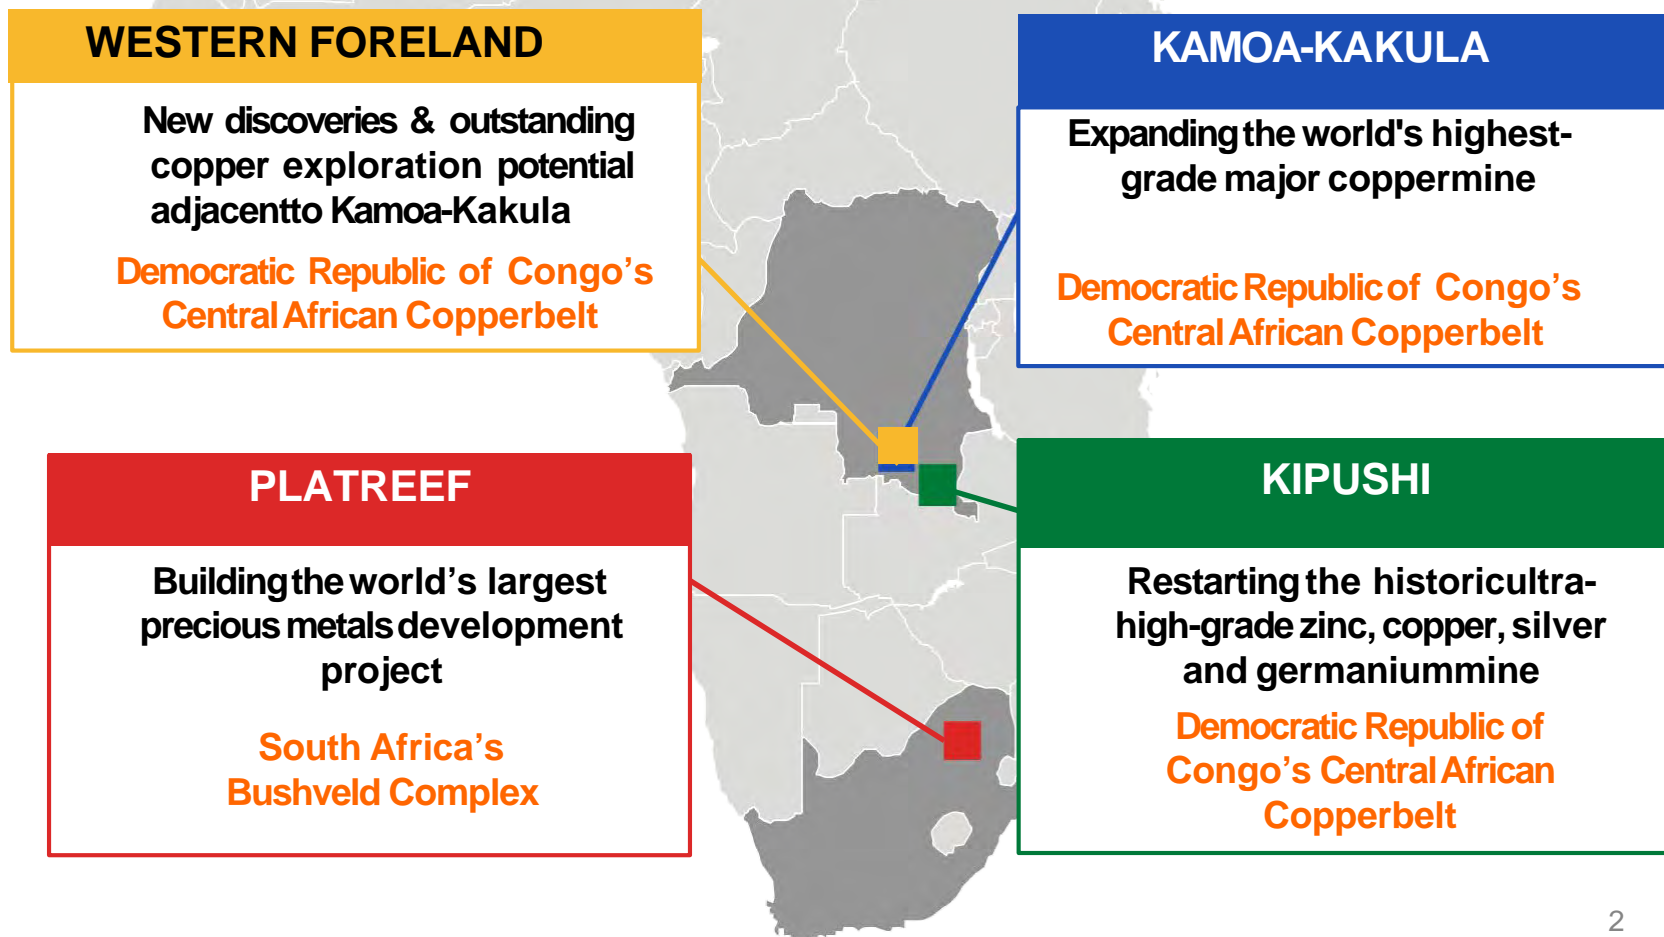 WESTERN FORELAND
New discoveries & outstanding
copper exploration potential
adjacentto Kamoa-Kakula
Democratic Republic of Congo’s
Central African Copperbelt
KAMOA-KAKULA
Expanding the world's highest-
grade major coppermine
Democratic Republic of Congo’s
Central African Copperbelt
PLATREEF
Building the world’s largest
precious metals development
project
South Africa’s
Bushveld Complex
KIPUSHI
Restarting the historicultra-
high-grade zinc, copper, silver
and germaniummine
Democratic Republic of
Congo’s Central African
Copperbelt
2